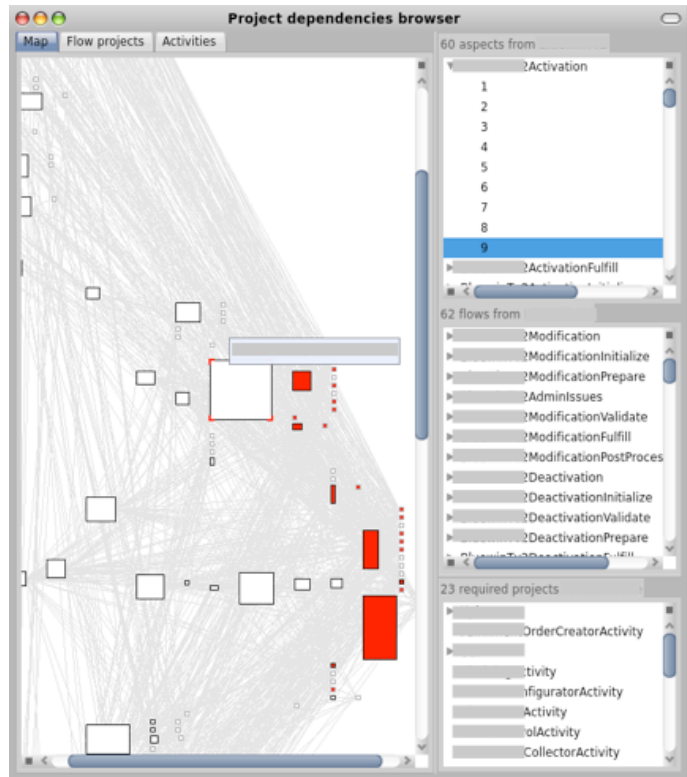 Project dependencies browser
Map
Flow projects
Activities
60 aspects from
2Activation
1
2
3
4
5
6
7
8
9
2ActivationFulfill
62 flows from
2Modification
2ModificationInitialize
2ModificationPrepare
2AdminIssues
2ModificationValidate
2ModificationFulfill
2ModificationPostProces
2Deactivation
2DeactivationInitialize
2DeactivationValidate
2DeactivationPrepare
23 required projects
OrderCreatorActivity
tivity
nfiguratorActivity
Activity
olActivity
CollectorActivity